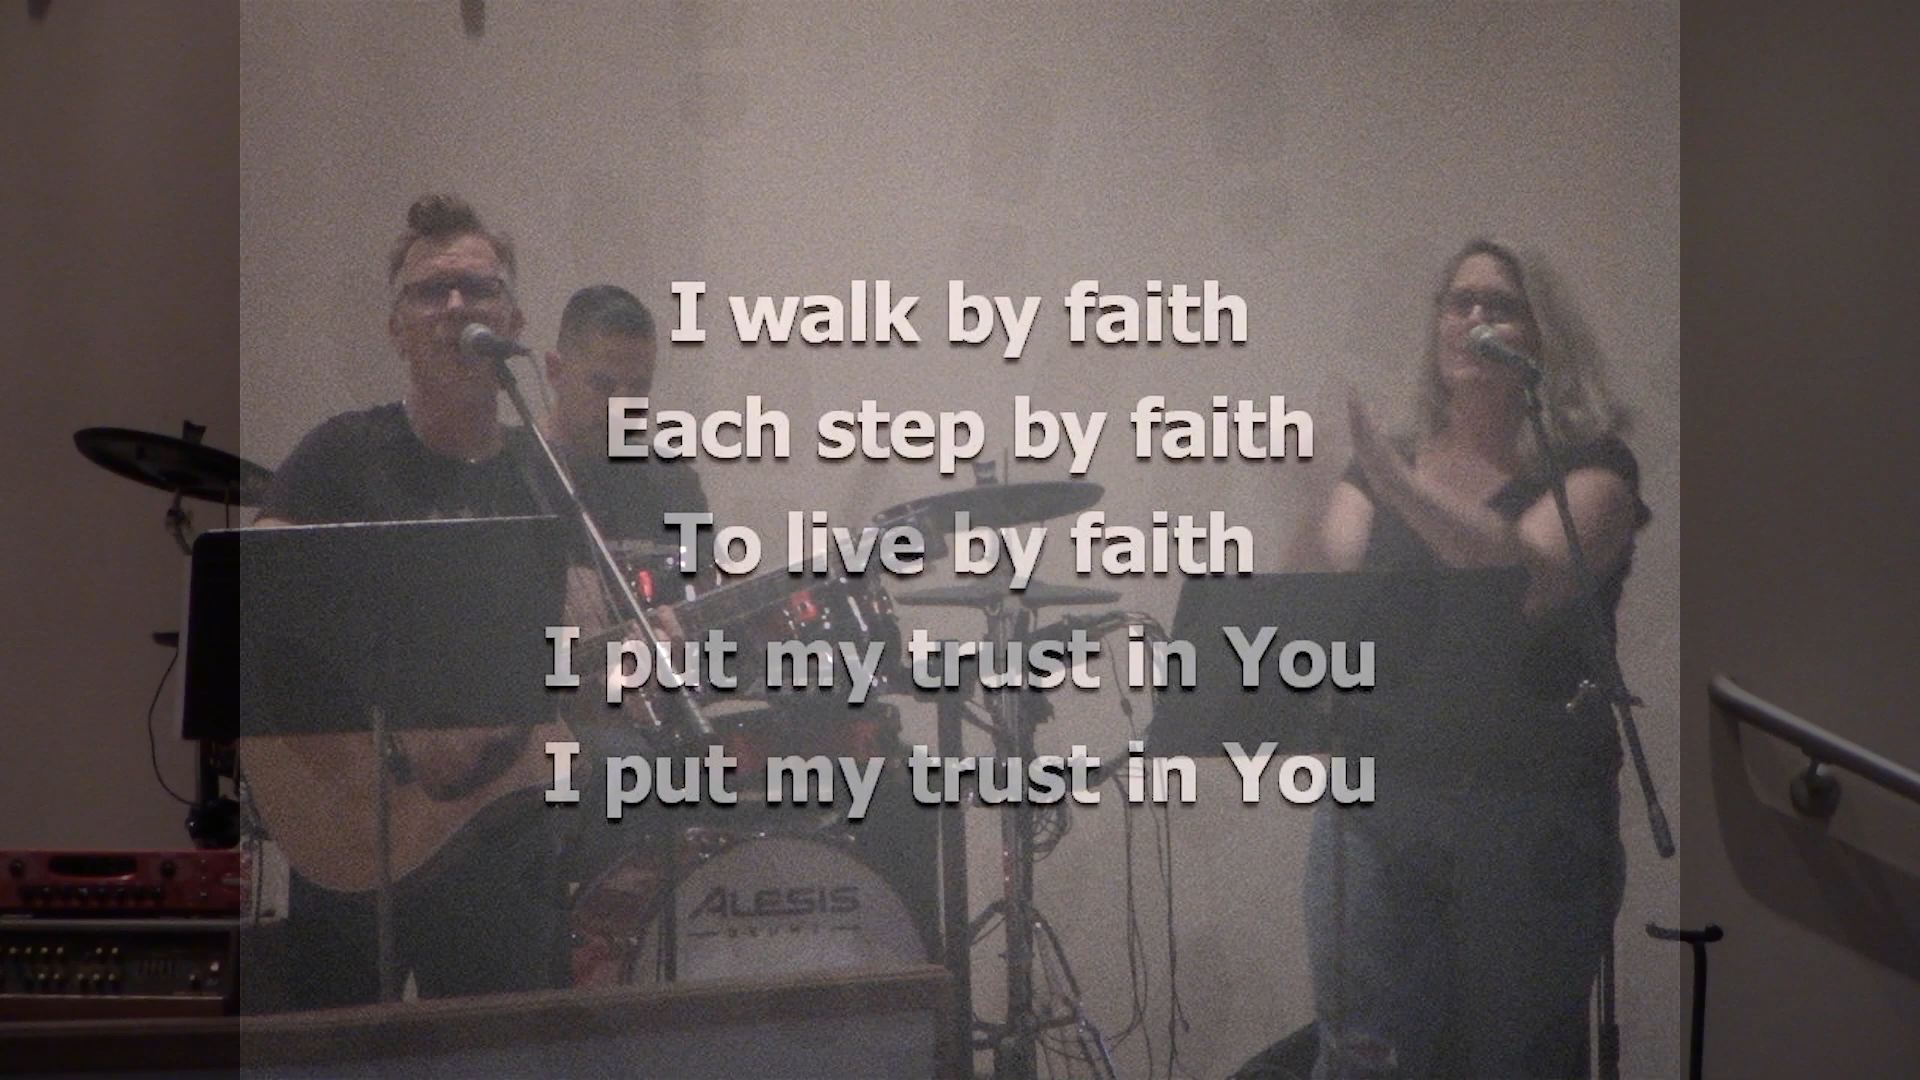 I walk by faith
Each step by faith
To live by faith
I put my trust in You
I put my trust in You
ALESIS
DRUMS